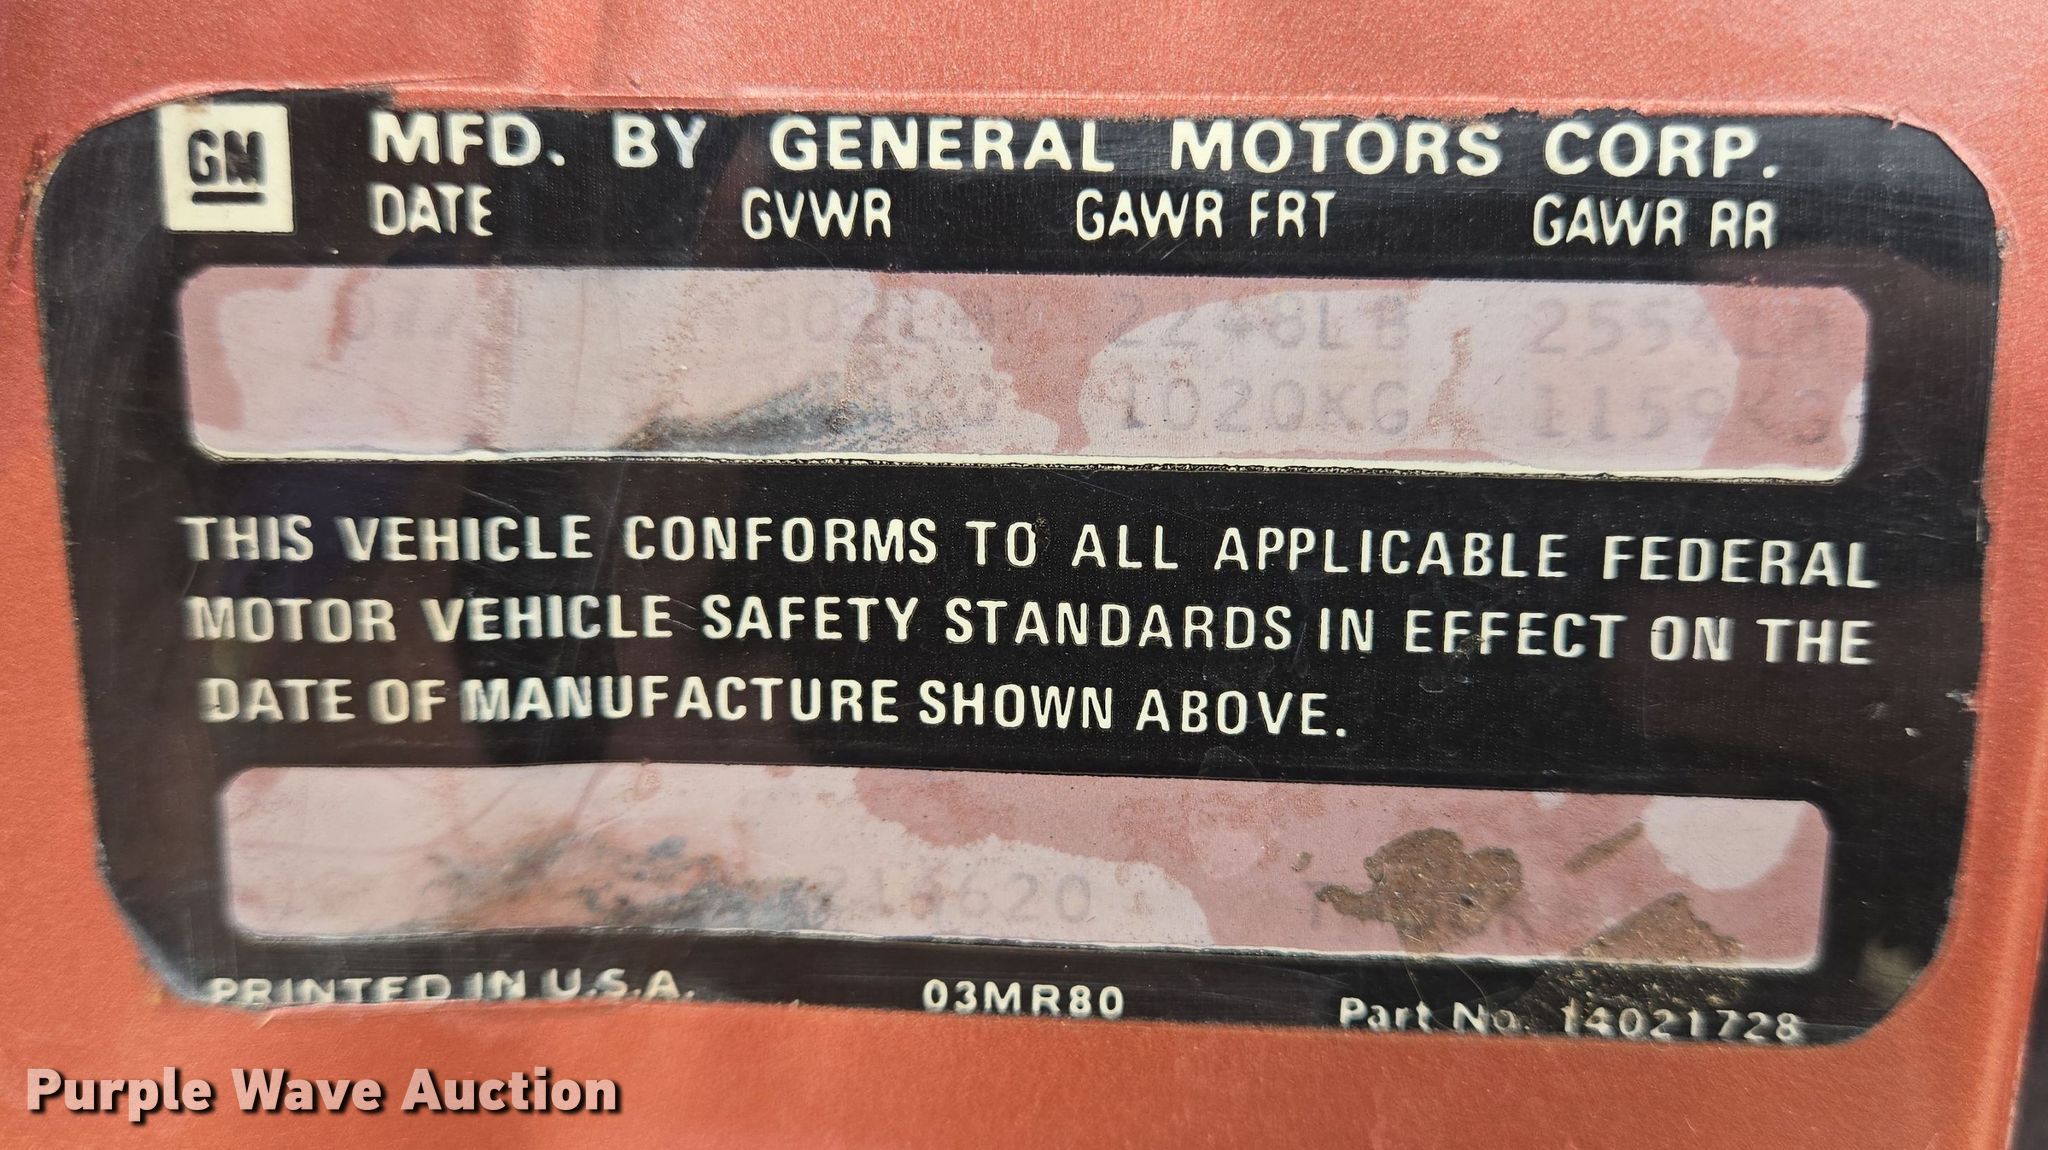 GM MFD. BY GENERAL MOTORS CORP.
DATE GVWR GAWR FRT GAWR RR
2248LB
1020KG 1159KG
THIS VEHICLE CONFORMS TO ALL APPLICABLE FEDERAL
MOTOR VEHICLE SAFETY STANDARDS IN EFFECT ON THE
DATE OF MANUFACTURE SHOWN ABOVE.
PRINTED IN U.S.A. 03MR80 Part No. 14021728
Purple Wave Auction